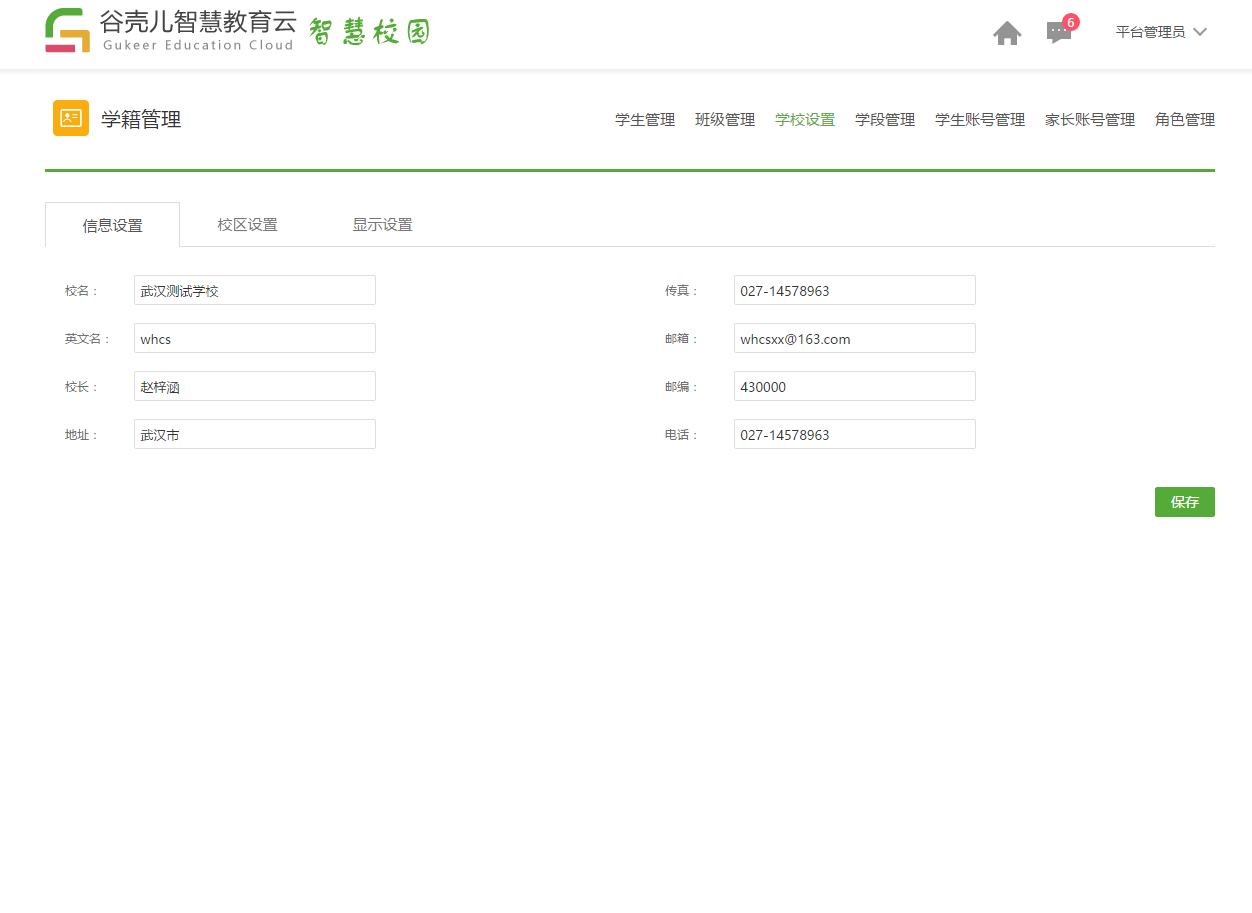 谷壳儿智慧教育云 智慧校园
Gukeer Education Cloud
6
平台管理员
学籍管理
学生管理 班级管理 学校设置 学段管理 学生账号管理 家长账号管理 角色管理
信息设置 校区设置 显示设置
校名： 武汉测试学校 传真： 027-14578963
英文名： whcs 邮箱： whcsxx@163.com
校长： 赵梓涵 邮编： 430000
地址： 武汉市 电话： 027-14578963
保存